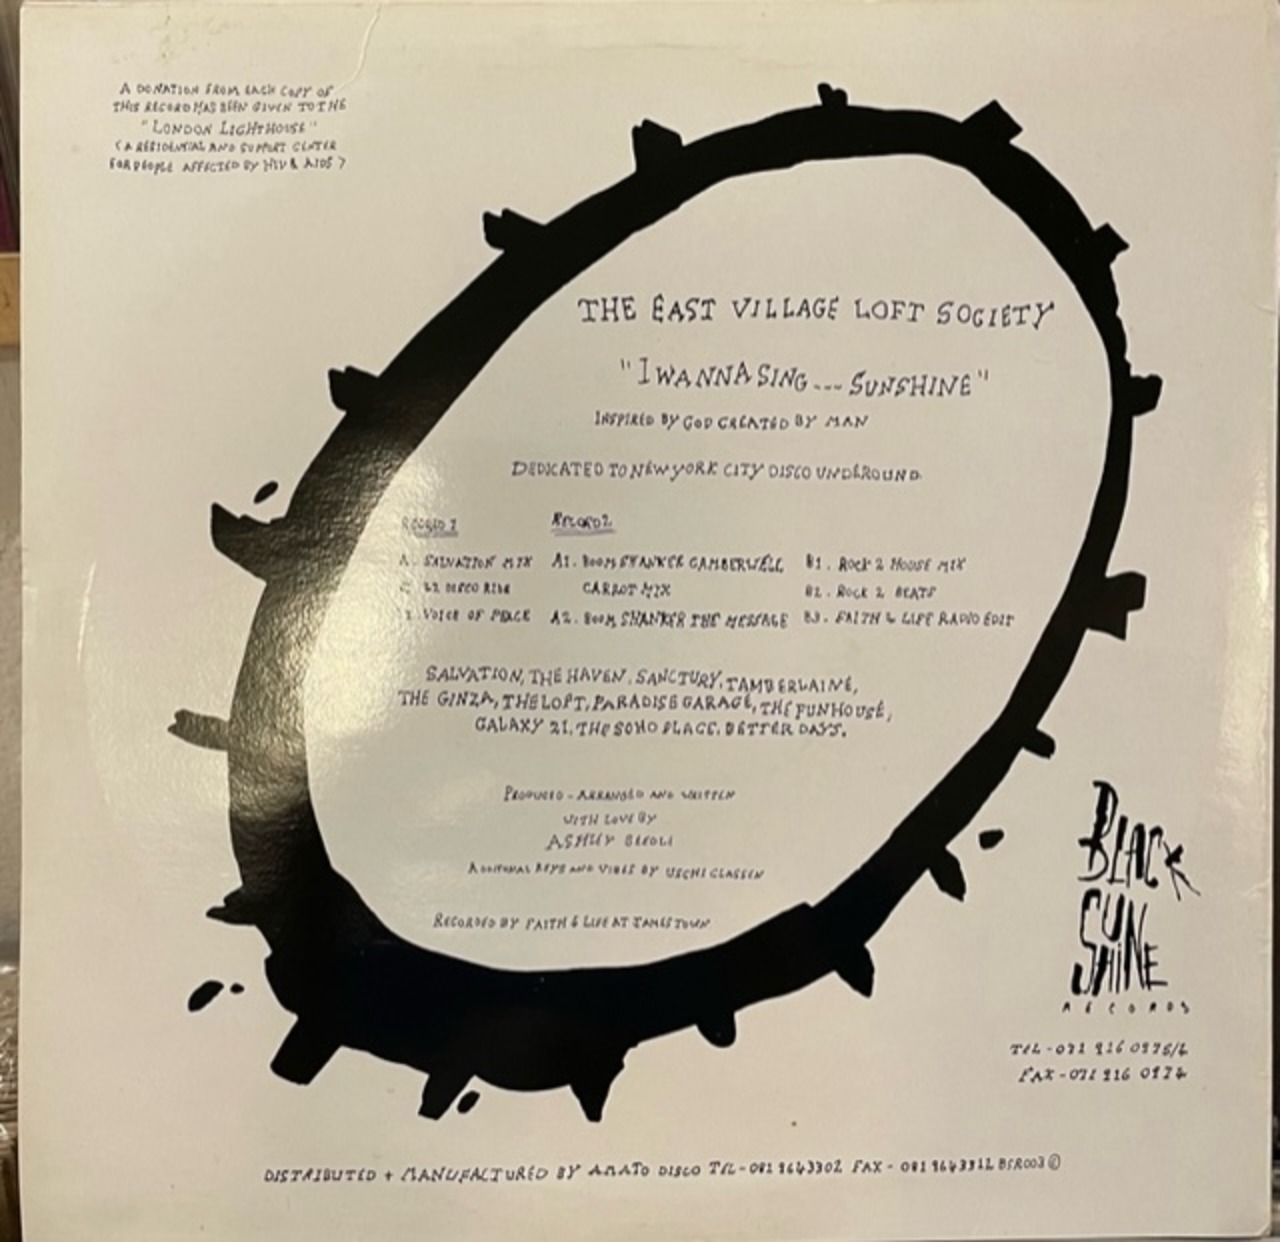 A DONATION FROM EACH COPY OF
THIS RECORD HAS BEEN GIVEN TO THE
"LONDON LIGHTHOUSE"
(A RESIDENTIAL AND SUPPORT CENTER
FOR PEOPLE AFFECTED BY HIV & AIDS)
THE EAST VILLAGE LOFT SOCIETY
"I WANNA SING --- SUNSHINE"
INSPIRED BY GOD CREATED BY MAN
DEDICATED TO NEW YORK CITY DISCO UNDEROUND.
RECORD 1 RECORD 2
A. SALVATION MIX A1. BOOM SHANKER CAMBERWELL B1. ROCK 2 HOUSE MIX
DISCO CARROT MIX B2. ROCK 2 BEATS
VOICE OF PEACE A2. BOOM SHANKER THE MESSAGE B3. FAITH & LIFE RADIO EDIT
SALVATION, THE HAVEN, SANCTURY, TAMBERLAINE,
THE GINZA, THE LOFT, PARADISE GARAGE, THE FUNHOUSE,
GALAXY 21, THE SOHO PLACE, BETTER DAYS.
PRODUCED - ARRANGED AND WRITTEN
WITH LOVE BY
ASHLEY BEEDLE
ADDITIONAL KEYS AND VIBES BY USCHI CLASSEN
RECORDED BY FAITH & LIFE AT JAMESTOWN
BLACK
SUN
SHINE
RECORDS
TEL - 071
FAX - 071
DISTRIBUTED + MANUFACTURED BY AMATO DISCO TEL - 081 9643302 FAX - 081 9643312 BSR003 ©